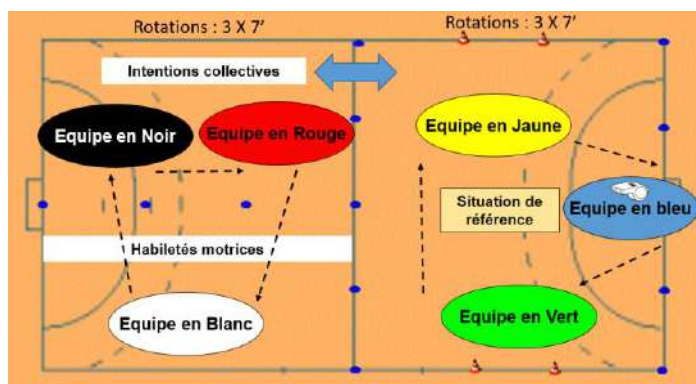 Rotations : 3 X 7'
Rotations : 3 X 7'
Intentions collectives
Equipe en Noir
Equipe en Rouge
Equipe en Jaune
Situation de
référence
Equipe en bleu
Habiletés motrices
Equipe en Blanc
Equipe en Vert